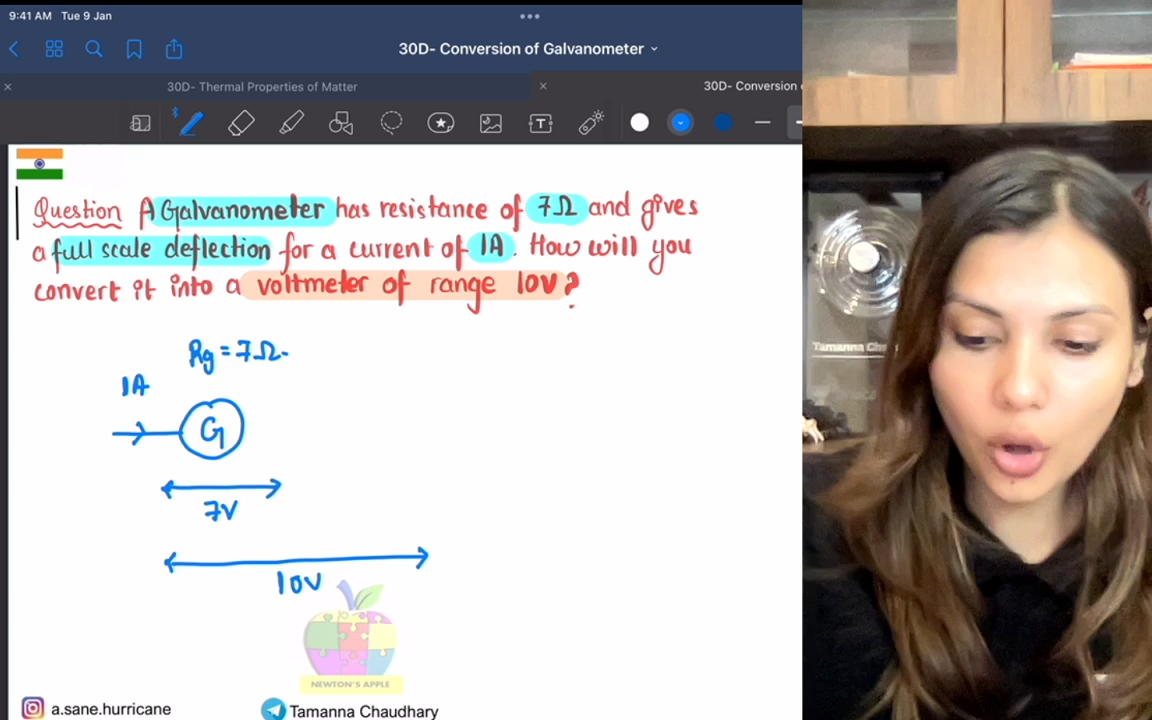 9:41 AM Tue 9 Jan
30D- Conversion of Galvanometer
30D- Thermal Properties of Matter
30D- Conversion
Question A Galvanometer has resistance of 7Ω and gives
a full scale deflection for a current of 1A. How will you
convert it into a voltmeter of range 10V?
Rg = 7Ω
1A
G
7V
10V
NEWTON'S APPLE
a.sane.hurricane
Tamanna Chaudhary
Tamanna